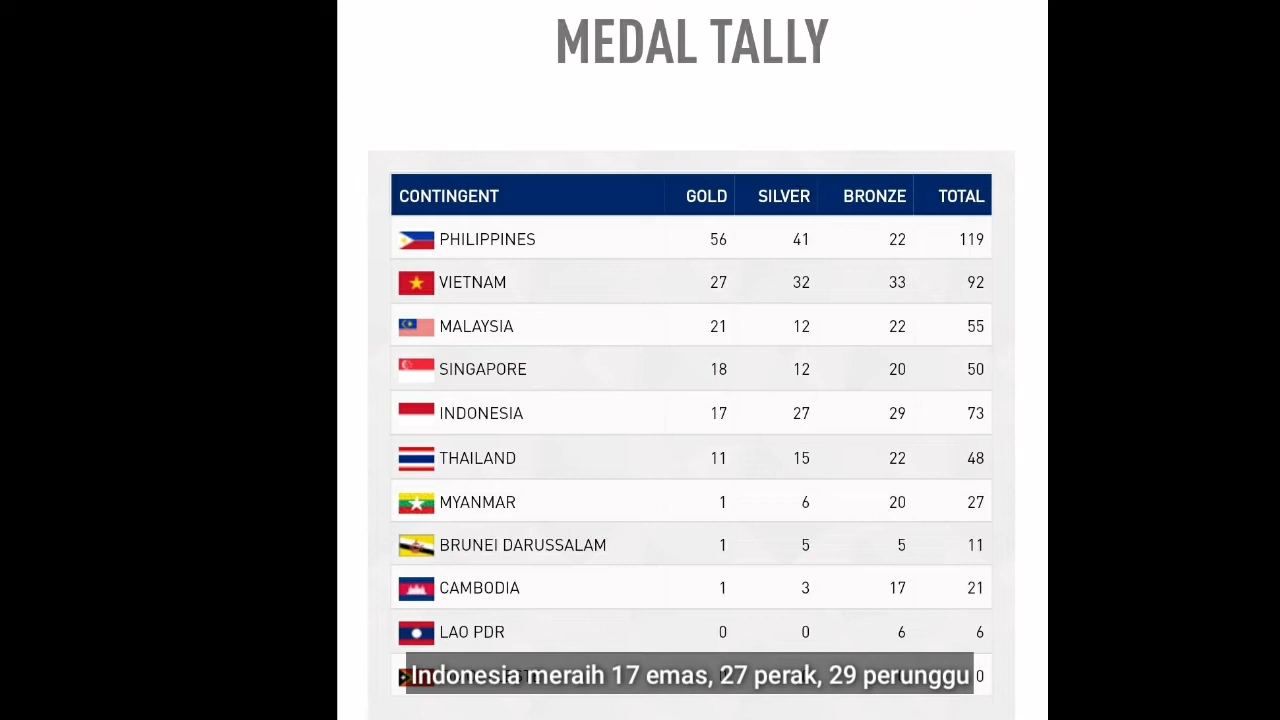 MEDAL TALLY
CONTINGENT GOLD SILVER BRONZE TOTAL
PHILIPPINES 56 41 22 119
VIETNAM 27 32 33 92
MALAYSIA 21 12 22 55
SINGAPORE 18 12 20 50
INDONESIA 17 27 29 73
THAILAND 11 15 22 48
MYANMAR 1 6 20 27
BRUNEI DARUSSALAM 1 5 5 11
CAMBODIA 1 3 17 21
LAO PDR 0 0 6 6
0
Indonesia meraih 17 emas, 27 perak, 29 perunggu